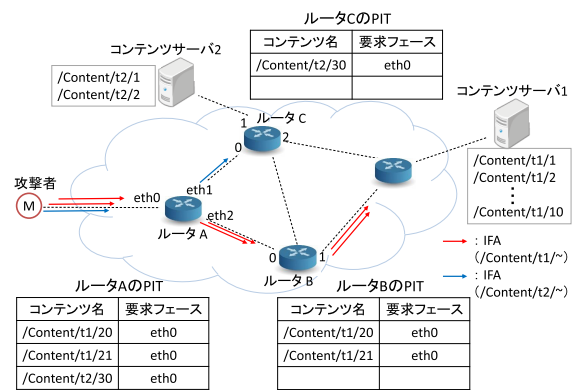 ルータCのPIT
コンテンツ名 要求フェース
/Content/t2/30 eth0
コンテンツサーバ2
/Content/t2/1
/Content/t2/2
コンテンツサーバ1
/Content/t1/1
/Content/t1/2
⋮
/Content/t1/10
ルータ C
1
0
2
攻撃者
M
eth0
eth1
eth2
ルータ A
0
1
ルータ B
: IFA
(/Content/t1/~)
: IFA
(/Content/t2/~)
ルータAのPIT
コンテンツ名 要求フェース
/Content/t1/20 eth0
/Content/t1/21 eth0
/Content/t2/30 eth0
ルータBのPIT
コンテンツ名 要求フェース
/Content/t1/20 eth0
/Content/t1/21 eth0